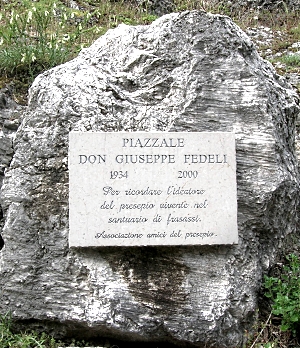 PIAZZALE
DON GIUSEPPE FEDELI
1934 2000
Per ricordare l'ideatore
del presepio vivente nel
santuario di frasassi.
Associazione amici del presepio.